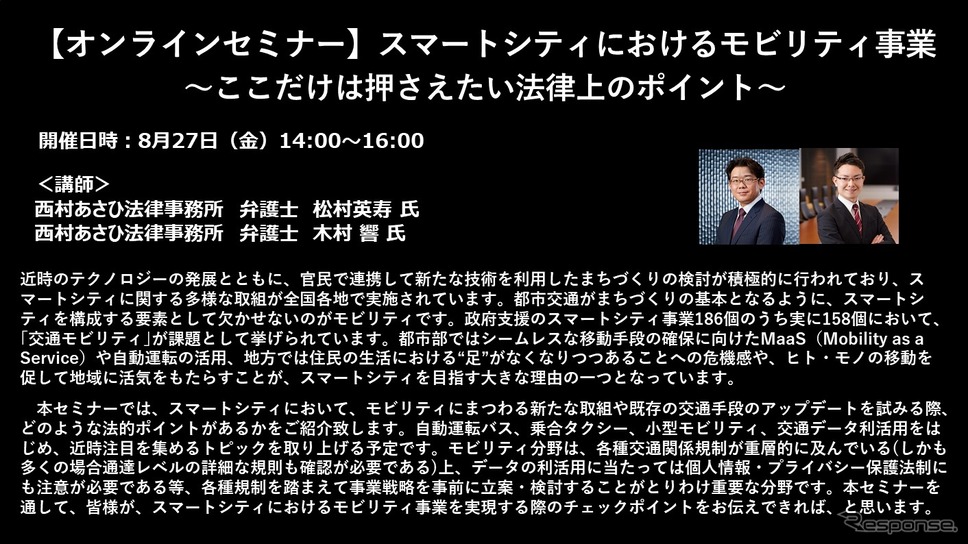 【オンラインセミナー】スマートシティにおけるモビリティ事業
～ここだけは押さえたい法律上のポイント～
開催日時：8月27日（金）14:00～16:00
＜講師＞
西村あさひ法律事務所　弁護士　松村英寿 氏
西村あさひ法律事務所　弁護士　木村 響 氏
近時のテクノロジーの発展とともに、官民で連携して新たな技術を利用したまちづくりの検討が積極的に行われており、ス
マートシティに関する多様な取組が全国各地で実施されています。都市交通がまちづくりの基本となるように、スマートシ
ティを構成する要素として欠かせないのがモビリティです。政府支援のスマートシティ事業186個のうち実に158個において、
「交通モビリティ」が課題として挙げられています。都市部ではシームレスな移動手段の確保に向けたMaaS（Mobility as a
Service）や自動運転の活用、地方では住民の生活における“足”がなくなりつつあることへの危機感や、ヒト・モノの移動を
促して地域に活気をもたらすことが、スマートシティを目指す大きな理由の一つとなっています。
　本セミナーでは、スマートシティにおいて、モビリティにまつわる新たな取組や既存の交通手段のアップデートを試みる際、
どのような法的ポイントがあるかをご紹介致します。自動運転バス、乗合タクシー、小型モビリティ、交通データ利活用をは
じめ、近時注目を集めるトピックを取り上げる予定です。モビリティ分野は、各種交通関係規制が重層的に及んでいる(しかも
多くの場合通達レベルの詳細な規則も確認が必要である)上、データの利活用に当たっては個人情報・プライバシー保護法制に
も注意が必要である等、各種規制を踏まえて事業戦略を事前に立案・検討することがとりわけ重要な分野です。本セミナーを
通して、皆様が、スマートシティにおけるモビリティ事業を実現する際のチェックポイントをお伝えできれば、と思います。
Response.